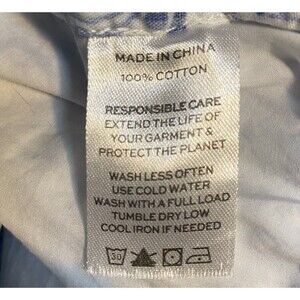 MADE IN CHINA
100% COTTON
RESPONSIBLE CARE
EXTEND THE LIFE OF
YOUR GARMENT &
PROTECT THE PLANET
WASH LESS OFTEN
USE COLD WATER
WASH WITH A FULL LOAD
TUMBLE DRY LOW
COOL IRON IF NEEDED
30